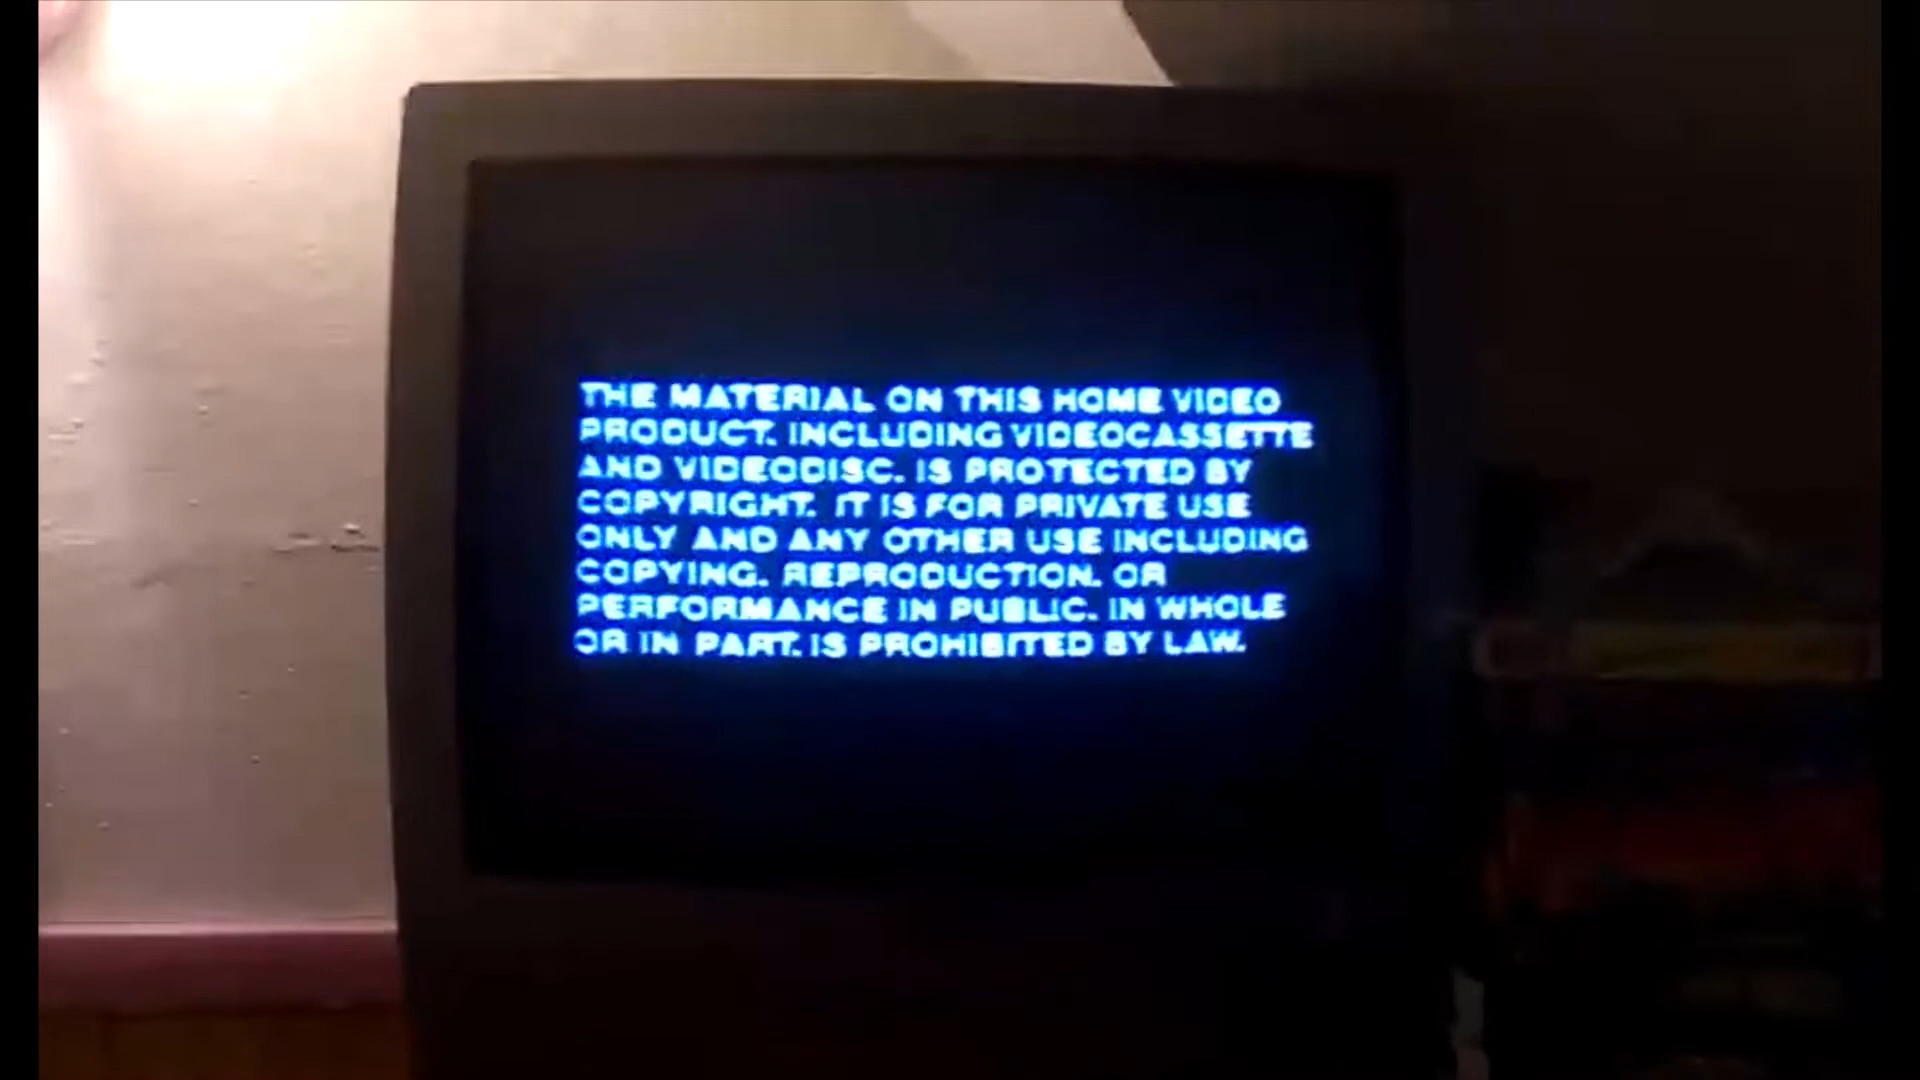 THE MATERIAL ON THIS HOME VIDEO
PRODUCT, INCLUDING VIDEOCASSETTE
AND VIDEODISC, IS PROTECTED BY
COPYRIGHT. IT IS FOR PRIVATE USE
ONLY AND ANY OTHER USE INCLUDING
COPYING, REPRODUCTION, OR
PERFORMANCE IN PUBLIC, IN WHOLE
OR IN PART, IS PROHIBITED BY LAW.